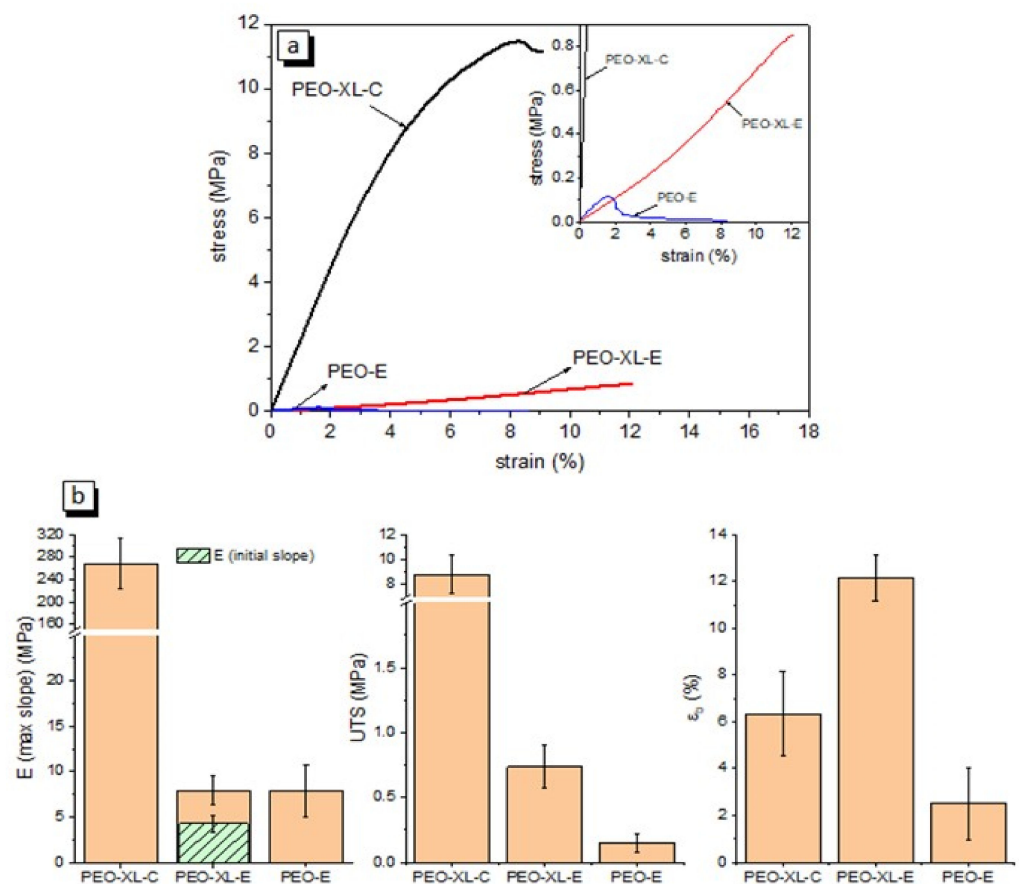 a
12
11
10
8
6
4
2
0
stress (MPa)
0 2 4 6 8 10 12 14 16 18
strain (%)
PEO-XL-C
PEO-E
PEO-XL-E
0.8
0.6
0.4
0.2
0.0
stress (MPa)
0 2 4 6 8 10 12
strain (%)
PEO-XL-C
PEO-XL-E
PEO-E
b
320
280
240
200
160
20
15
10
5
0
E (max slope) (MPa)
E (initial slope)
PEO-XL-C PEO-XL-E PEO-E
12
10
8
1.5
1.0
0.5
0.0
UTS (MPa)
PEO-XL-C PEO-XL-E PEO-E
14
12
10
8
6
4
2
0
εb (%)
PEO-XL-C PEO-XL-E PEO-E